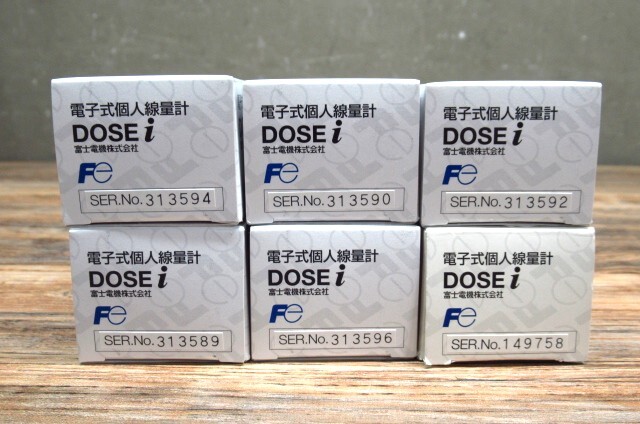 電子式個人線量計
DOSE i
富士電機株式会社
Fe
SER.No. 313594
電子式個人線量計
DOSE i
富士電機株式会社
Fe
SER.No. 313590
電子式個人線量計
DOSE i
富士電機株式会社
Fe
SER.No. 313592
電子式個人線量計
DOSE i
富士電機株式会社
Fe
SER.No. 313589
電子式個人線量計
DOSE i
富士電機株式会社
Fe
SER.No. 313596
電子式個人線量計
DOSE i
富士電機株式会社
Fe
SER.No. 149758